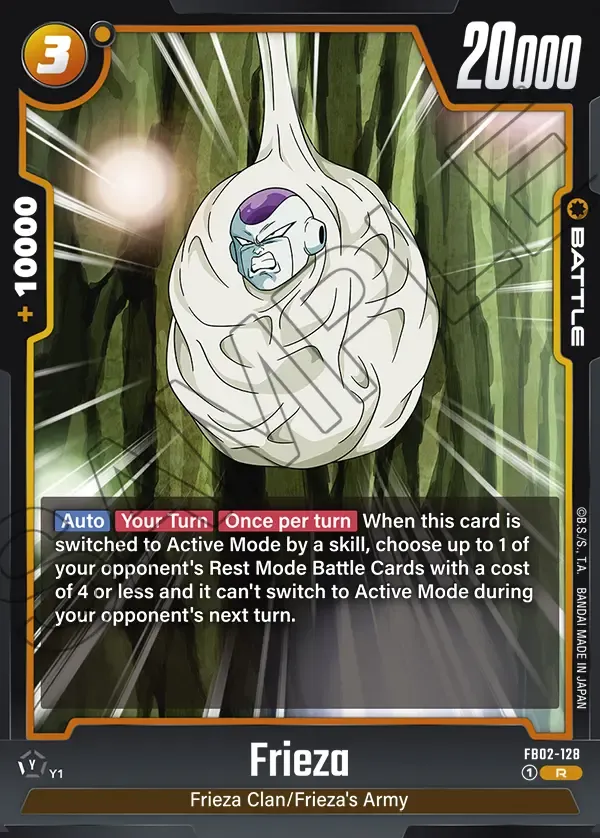 3
20000
+ 10000
BATTLE
SAMPLE
Auto Your Turn Once per turn When this card is
switched to Active Mode by a skill, choose up to 1 of
your opponent's Rest Mode Battle Cards with a cost
of 4 or less and it can't switch to Active Mode during
your opponent's next turn.
©B.S./S., T.A. BANDAI MADE IN JAPAN
Y Y1
Frieza
FB02-128
1 R
Frieza Clan/Frieza's Army